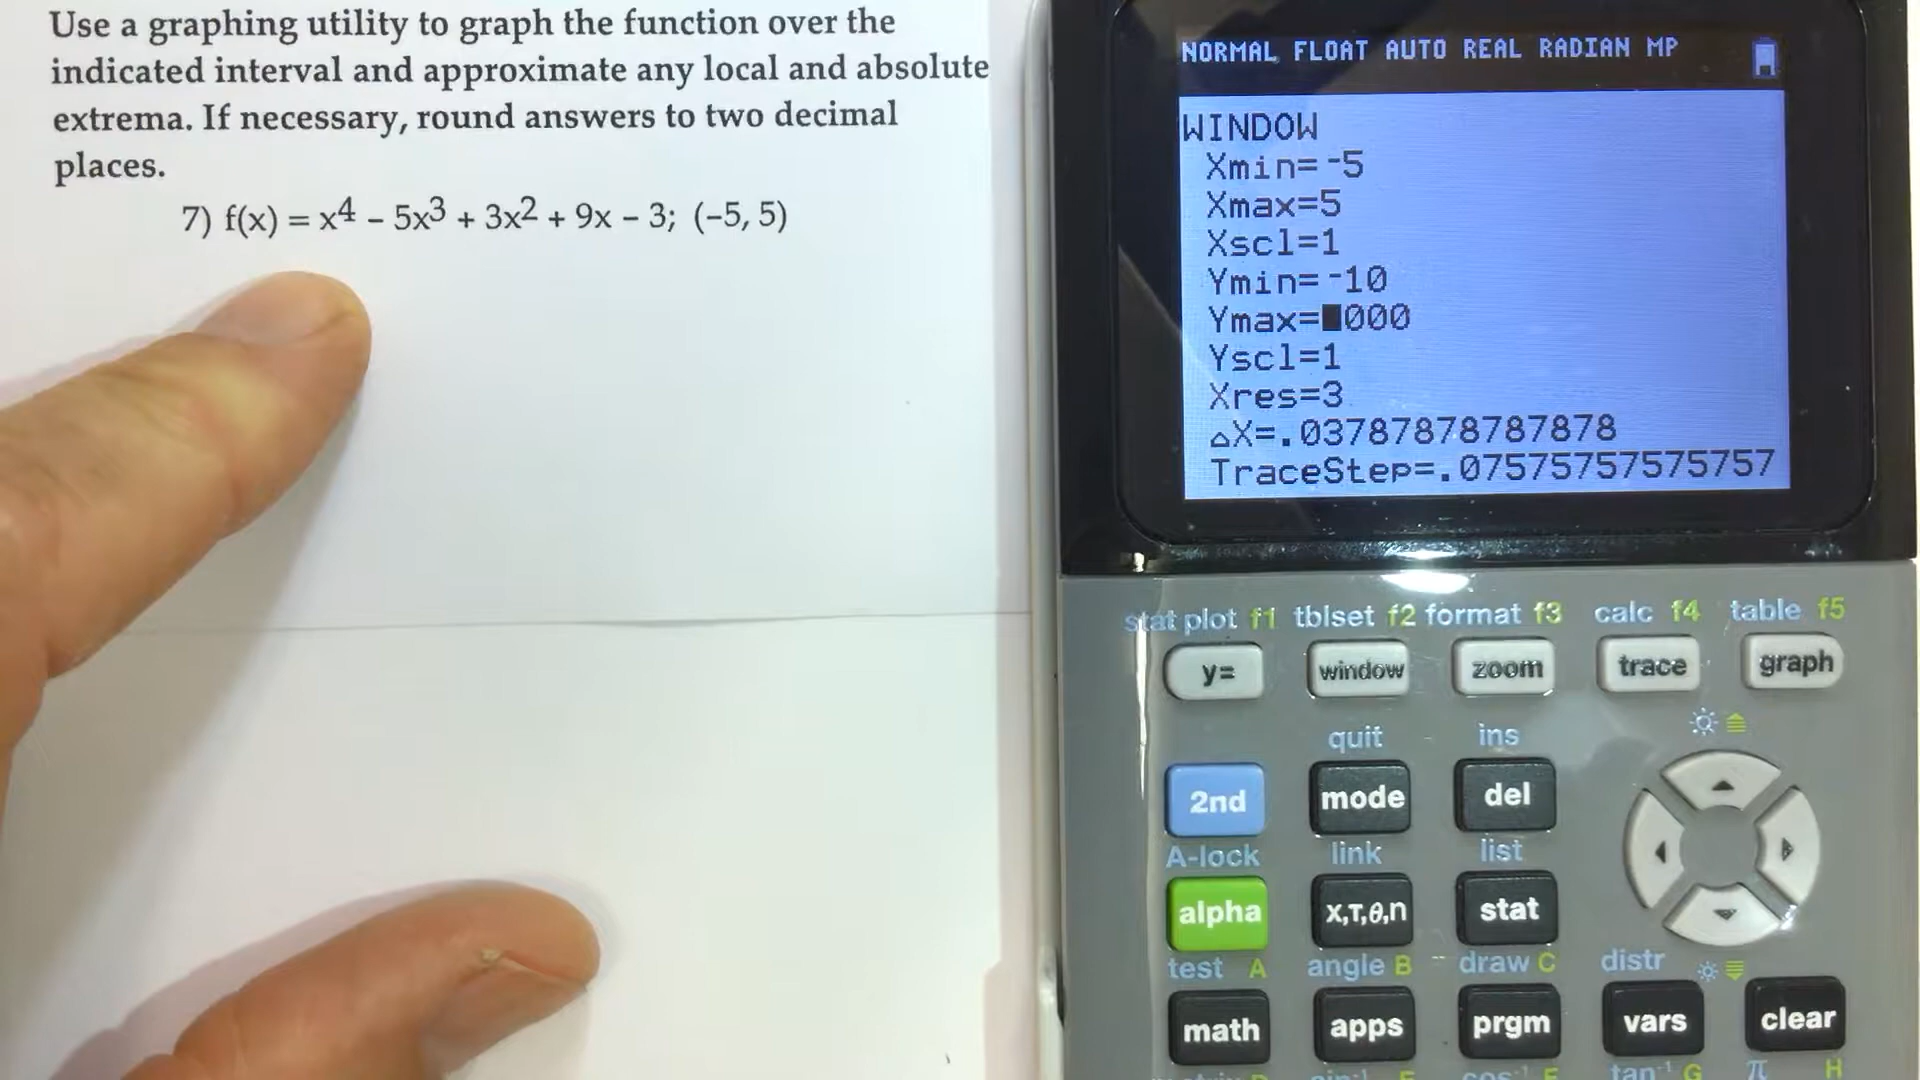 Use a graphing utility to graph the function over the
indicated interval and approximate any local and absolute
extrema. If necessary, round answers to two decimal
places.
7) f(x) = x4 – 5x3 + 3x2 + 9x – 3; (–5, 5)
NORMAL FLOAT AUTO REAL RADIAN MP
WINDOW
Xmin=-5
Xmax=5
Xscl=1
Ymin=-10
Ymax=█000
Yscl=1
Xres=3
△X=.03787878787878
TraceStep=.07575757575757
stat plot f1 tblset f2 format f3 calc f4 table f5
y= window zoom trace graph
quit ins
2nd mode del
A-lock link list
alpha X,T,θ,n stat
test A angle B draw C distr
math apps prgm vars clear
tan-1 G π H